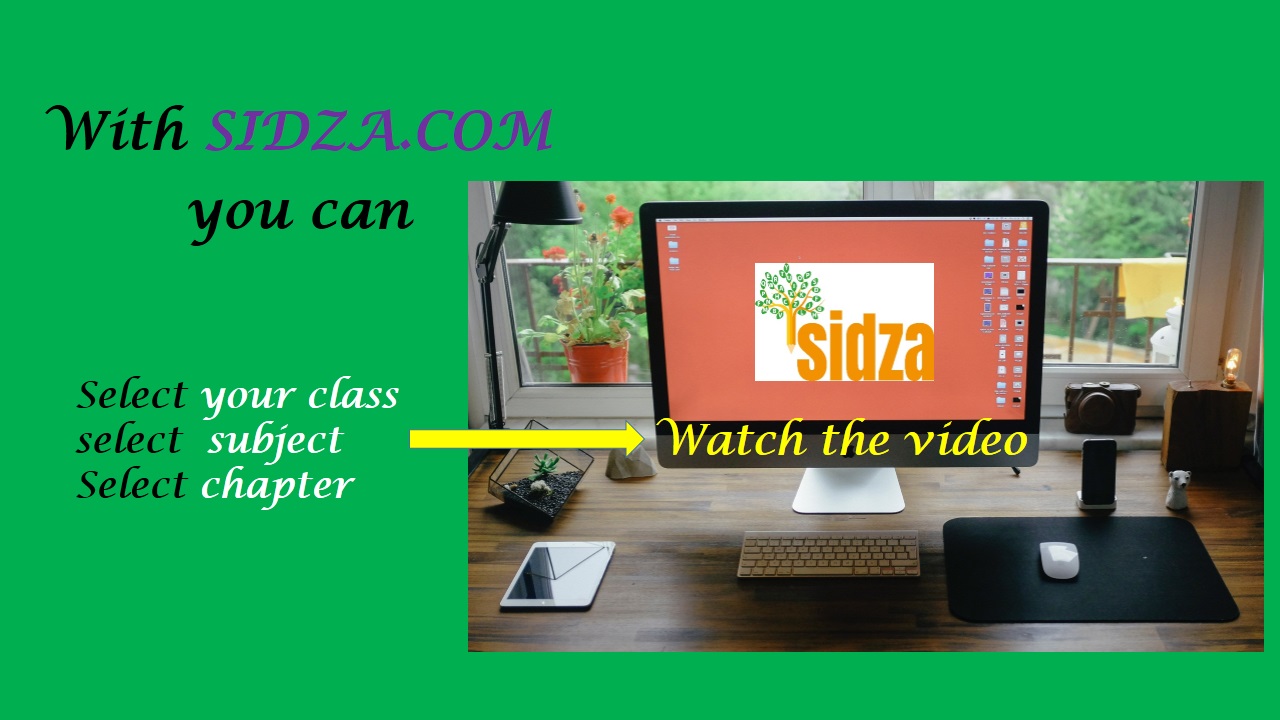 With SIDZA.COM
you can
Select your class
select  subject
Select chapter
Watch the video
sidza